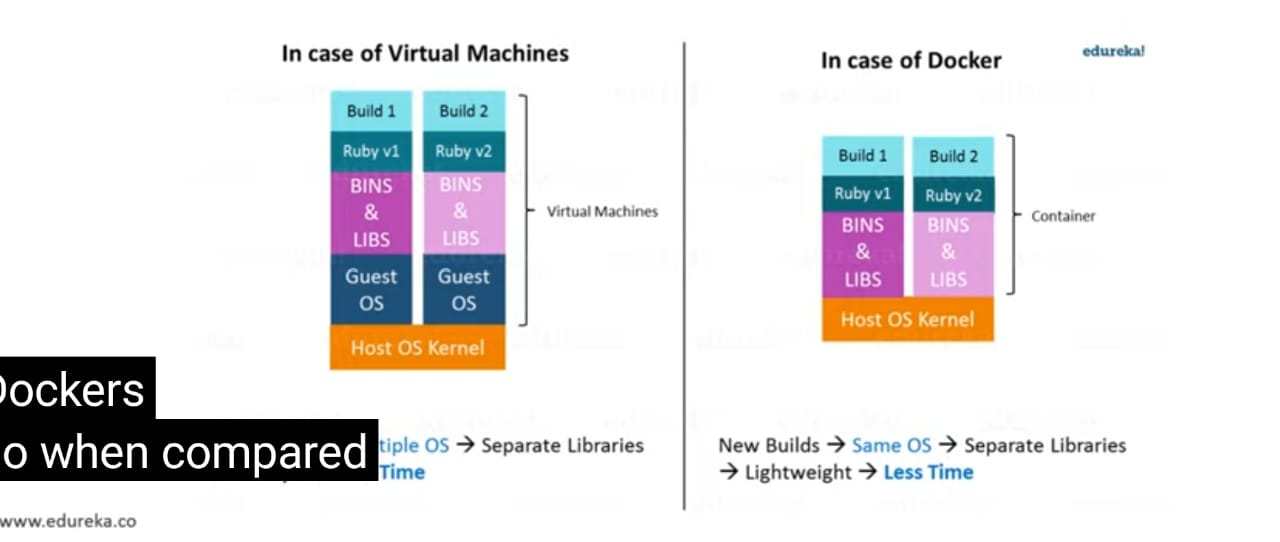 In case of Virtual Machines
Build 1 Build 2
Ruby v1 Ruby v2
BINS & LIBS BINS & LIBS
Guest OS Guest OS
Virtual Machines
Host OS Kernel
tiple OS → Separate Libraries
Time
In case of Docker
edureka!
Build 1 Build 2
Ruby v1 Ruby v2
BINS & LIBS BINS & LIBS
Container
Host OS Kernel
New Builds → Same OS → Separate Libraries
→ Lightweight → Less Time
Dockers
o when compared
www.edureka.co